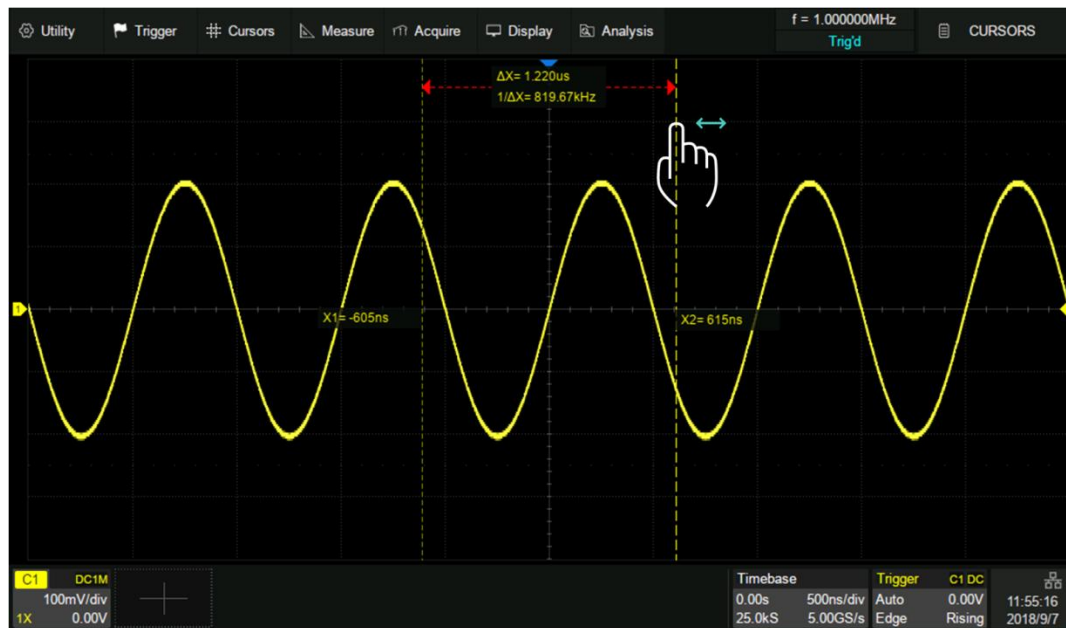 Utility Trigger Cursors Measure Acquire Display Analysis f = 1.000000MHz CURSORS
Trig'd
ΔX= 1.220us
1/ΔX= 819.67kHz
1
X1= -605ns
X2= 615ns
C1 DC1M
100mV/div
1X 0.00V
Timebase
0.00s 500ns/div
25.0kS 5.00GS/s
Trigger C1 DC
Auto 0.00V
Edge Rising
11:55:16
2018/9/7